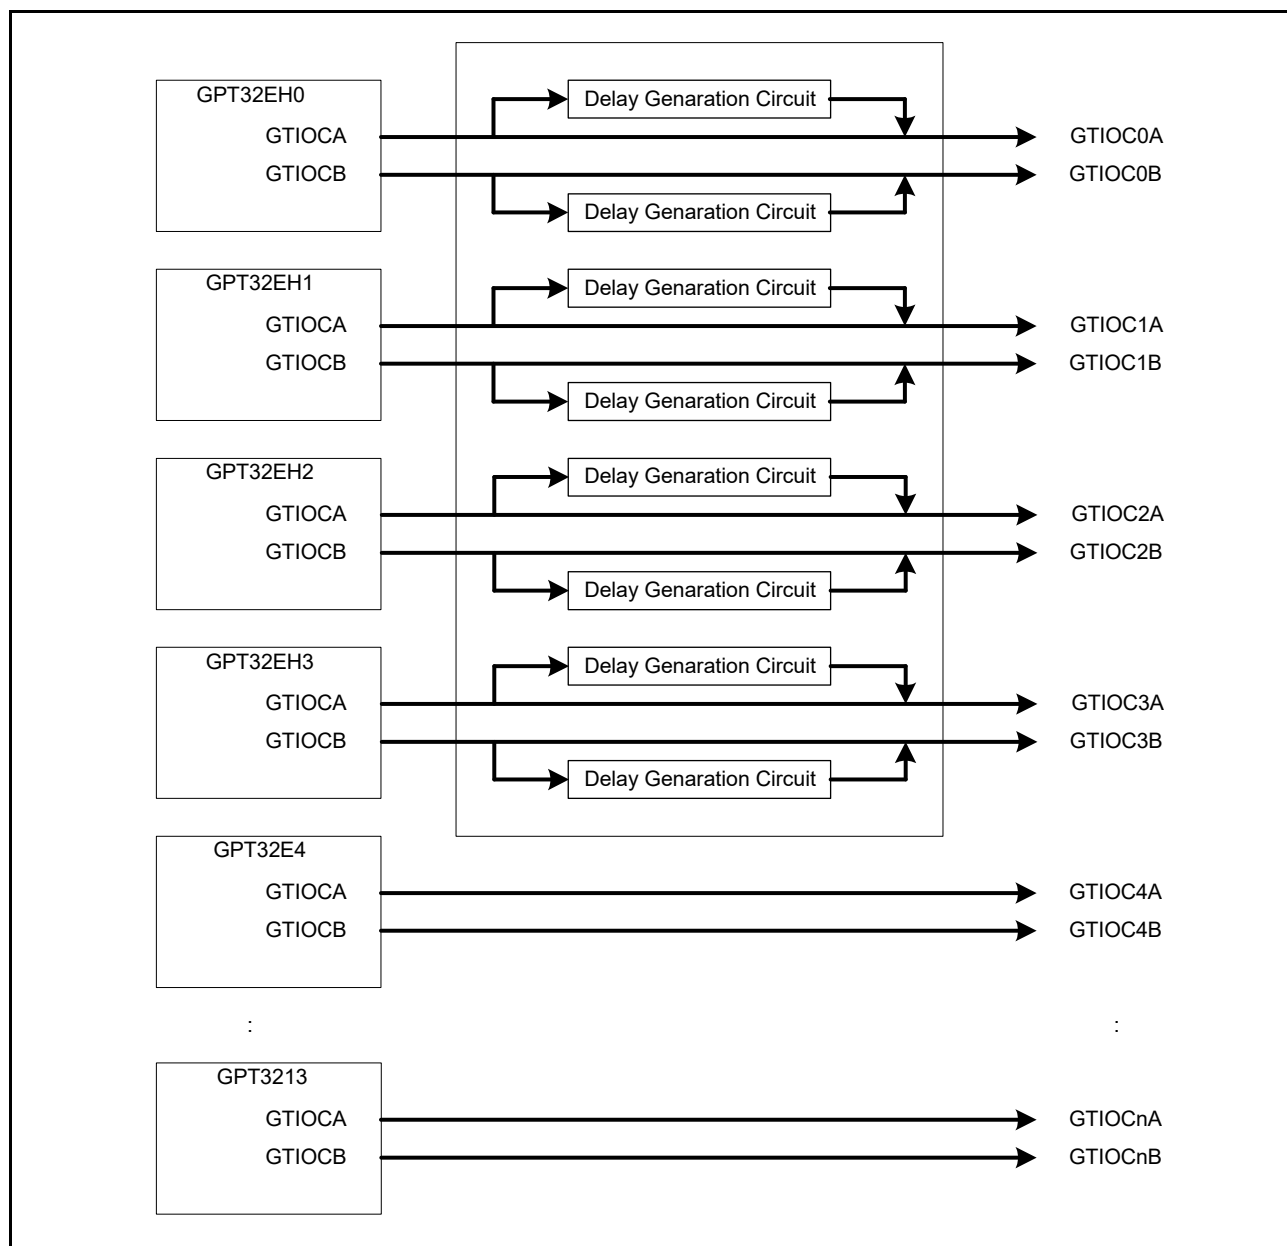 GPT32EH0
Delay Genaration Circuit
GTIOCA
GTIOC0A
GTIOCB
GTIOC0B
Delay Genaration Circuit
GPT32EH1
Delay Genaration Circuit
GTIOCA
GTIOC1A
GTIOCB
GTIOC1B
Delay Genaration Circuit
GPT32EH2
Delay Genaration Circuit
GTIOCA
GTIOC2A
GTIOCB
GTIOC2B
Delay Genaration Circuit
GPT32EH3
Delay Genaration Circuit
GTIOCA
GTIOC3A
GTIOCB
GTIOC3B
Delay Genaration Circuit
GPT32E4
GTIOCA
GTIOC4A
GTIOCB
GTIOC4B
:
:
GPT3213
GTIOCA
GTIOCnA
GTIOCB
GTIOCnB